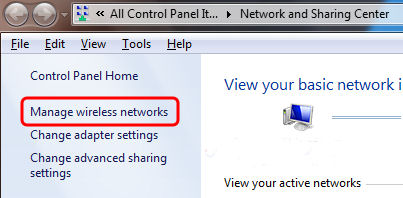 All Control Panel It... Network and Sharing Center
File Edit View Tools Help
Control Panel Home
View your basic network i
Manage wireless networks
Change adapter settings
Change advanced sharing
settings
View your active networks